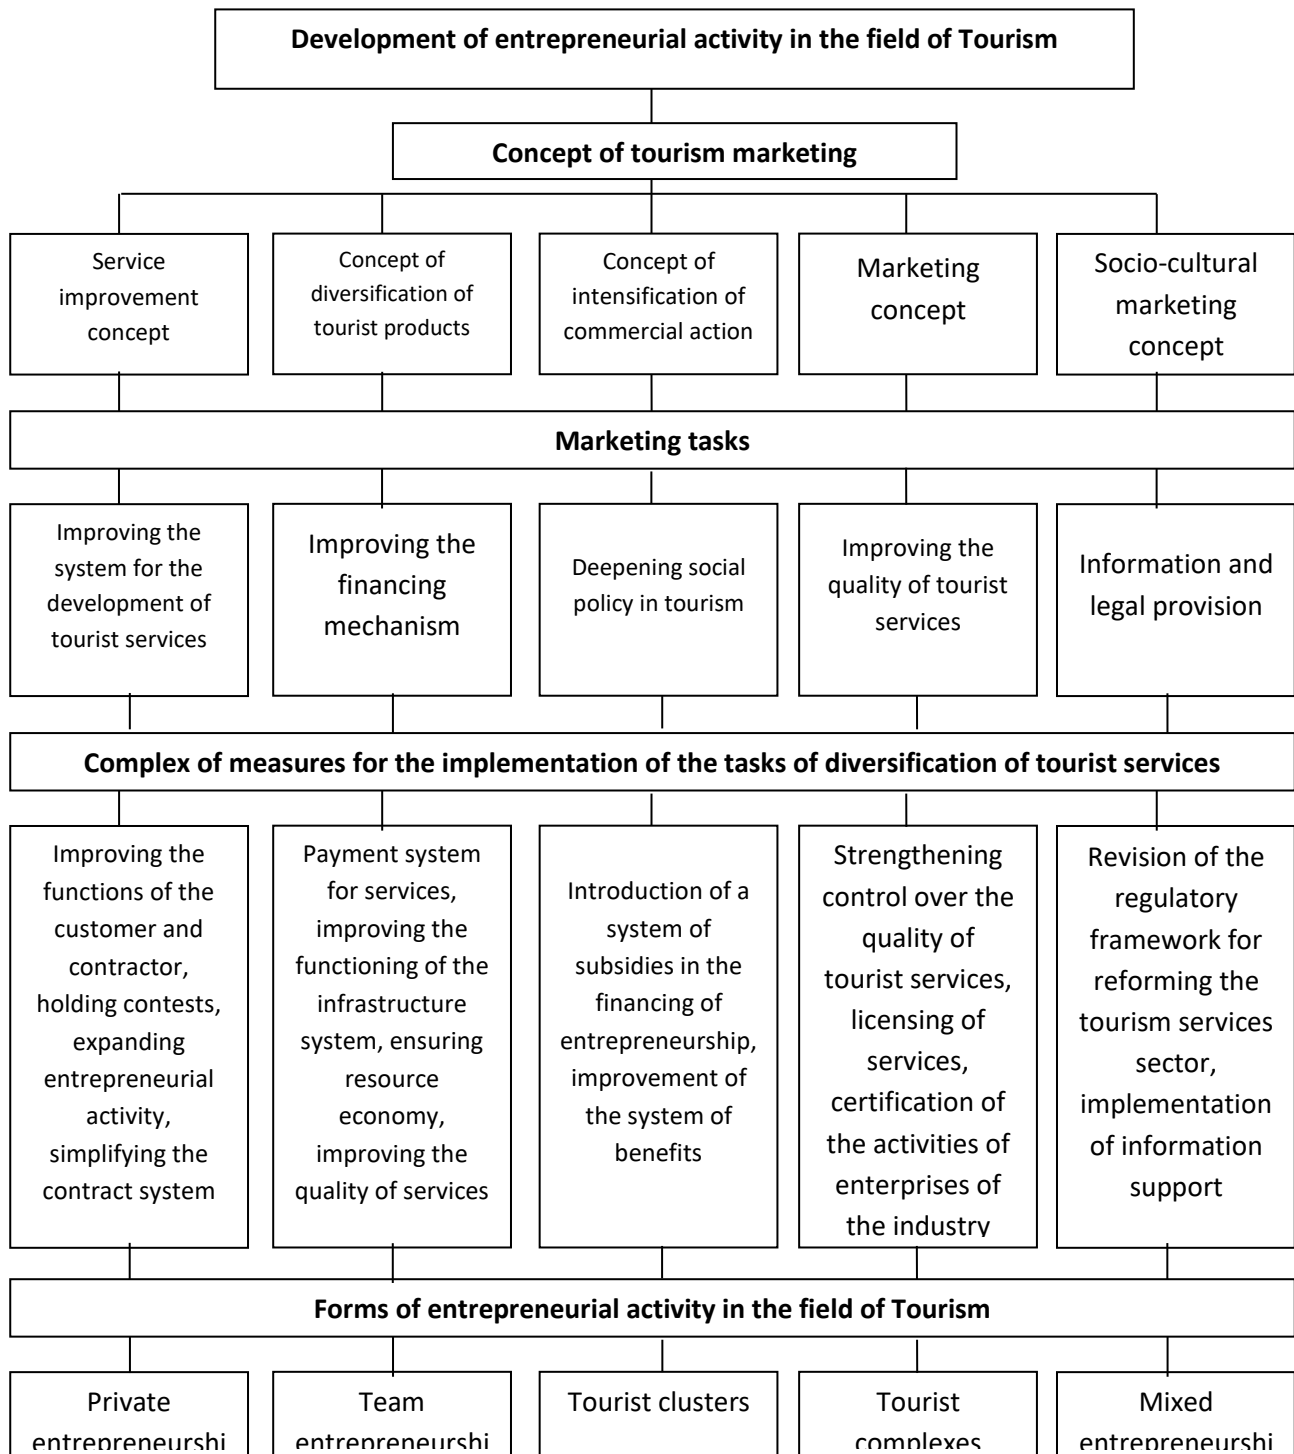 Development of entrepreneurial activity in the field of Tourism
Concept of tourism marketing
Service
improvement
concept
Concept of
diversification of
tourist products
Concept of
intensification of
commercial action
Marketing
concept
Socio-cultural
marketing
concept
Marketing tasks
Improving the
system for the
development of
tourist services
Improving the
financing
mechanism
Deepening social
policy in tourism
Improving the
quality of tourist
services
Information and
legal provision
Complex of measures for the implementation of the tasks of diversification of tourist services
Improving the
functions of the
customer and
contractor,
holding contests,
expanding
entrepreneurial
activity,
simplifying the
contract system
Payment system
for services,
improving the
functioning of the
infrastructure
system, ensuring
resource
economy,
improving the
quality of services
Introduction of a
system of
subsidies in the
financing of
entrepreneurship,
improvement of
the system of
benefits
Strengthening
control over the
quality of
tourist services,
licensing of
services,
certification of
the activities of
enterprises of
the industry
Revision of the
regulatory
framework for
reforming the
tourism services
sector,
implementation
of information
support
Forms of entrepreneurial activity in the field of Tourism
Private
entrepreneurshi
Team
entrepreneurshi
Tourist clusters
Tourist
complexes
Mixed
entrepreneurshi